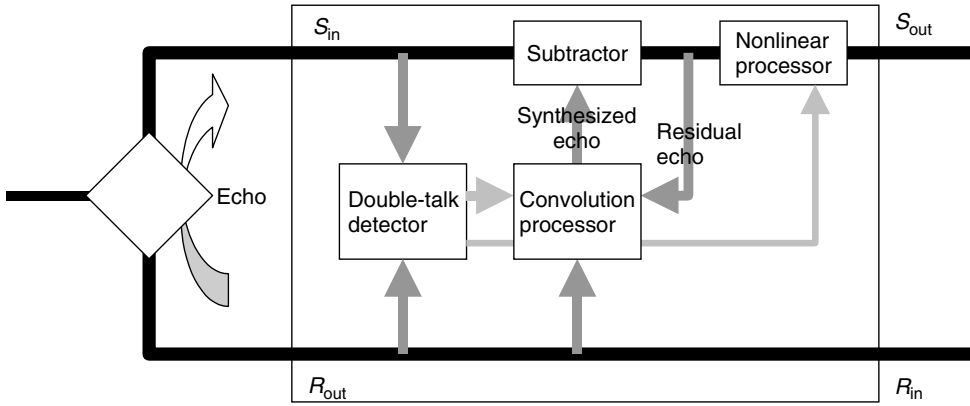 Sin
Sout
Subtractor
Nonlinear
processor
Synthesized
echo
Residual
echo
Echo
Double-talk
detector
Convolution
processor
Rout
Rin